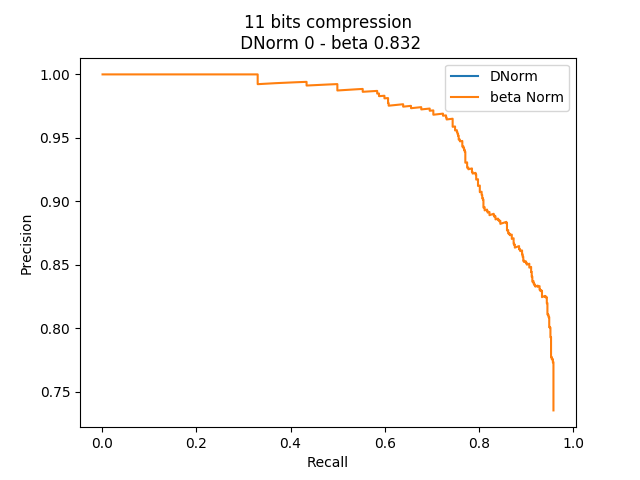 11 bits compression
DNorm 0 - beta 0.832
DNorm
beta Norm
1.00
0.95
0.90
0.85
0.80
0.75
Precision
0.0
0.2
0.4
0.6
0.8
1.0
Recall